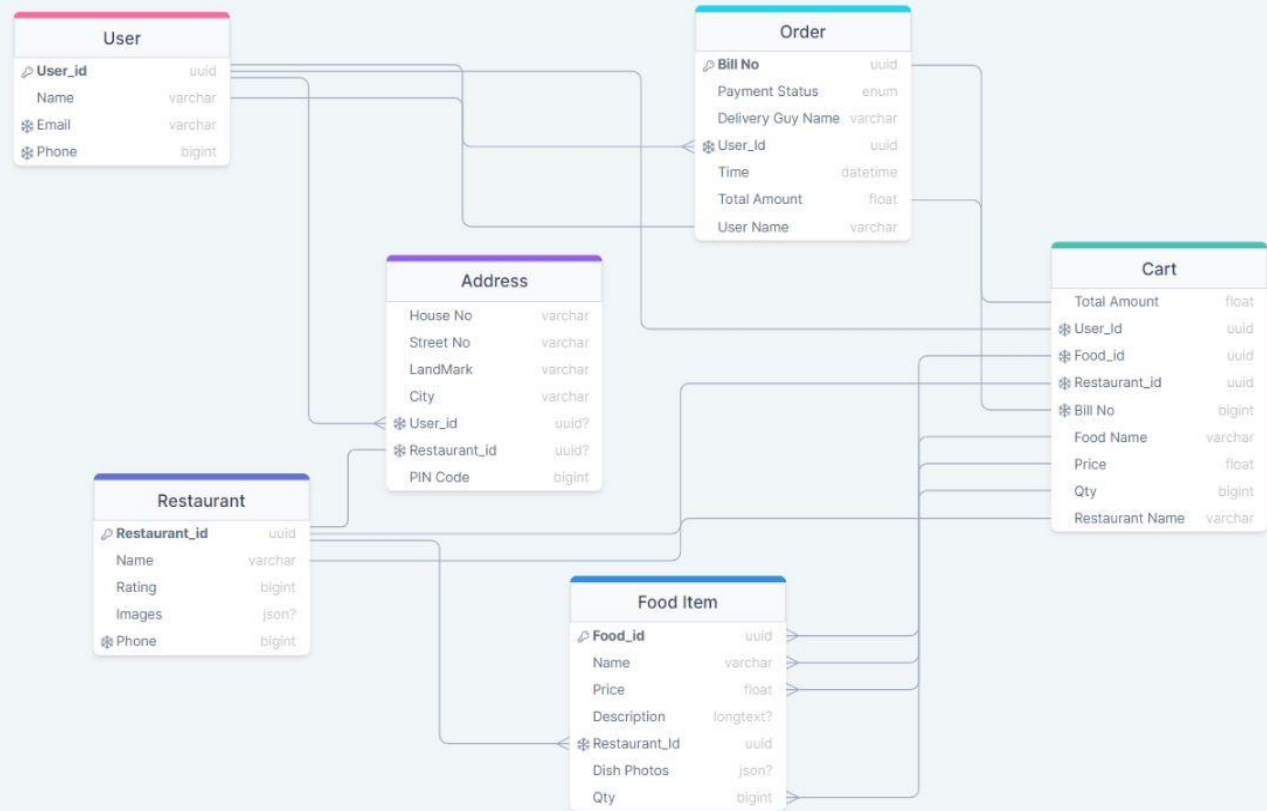 User
User_id uuid
Name varchar
Email varchar
Phone bigint
Order
Bill No uuid
Payment Status enum
Delivery Guy Name varchar
User_Id uuid
Time datetime
Total Amount float
User Name varchar
Address
House No varchar
Street No varchar
LandMark varchar
City varchar
User_id uuid?
Restaurant_id uuid?
PIN Code bigint
Cart
Total Amount float
User_Id uuid
Food_id uuid
Restaurant_id uuid
Bill No bigint
Food Name varchar
Price float
Qty bigint
Restaurant Name varchar
Restaurant
Restaurant_id uuid
Name varchar
Rating bigint
Images json?
Phone bigint
Food Item
Food_id uuid
Name varchar
Price float
Description longtext?
Restaurant_Id uuid
Dish Photos json?
Qty bigint